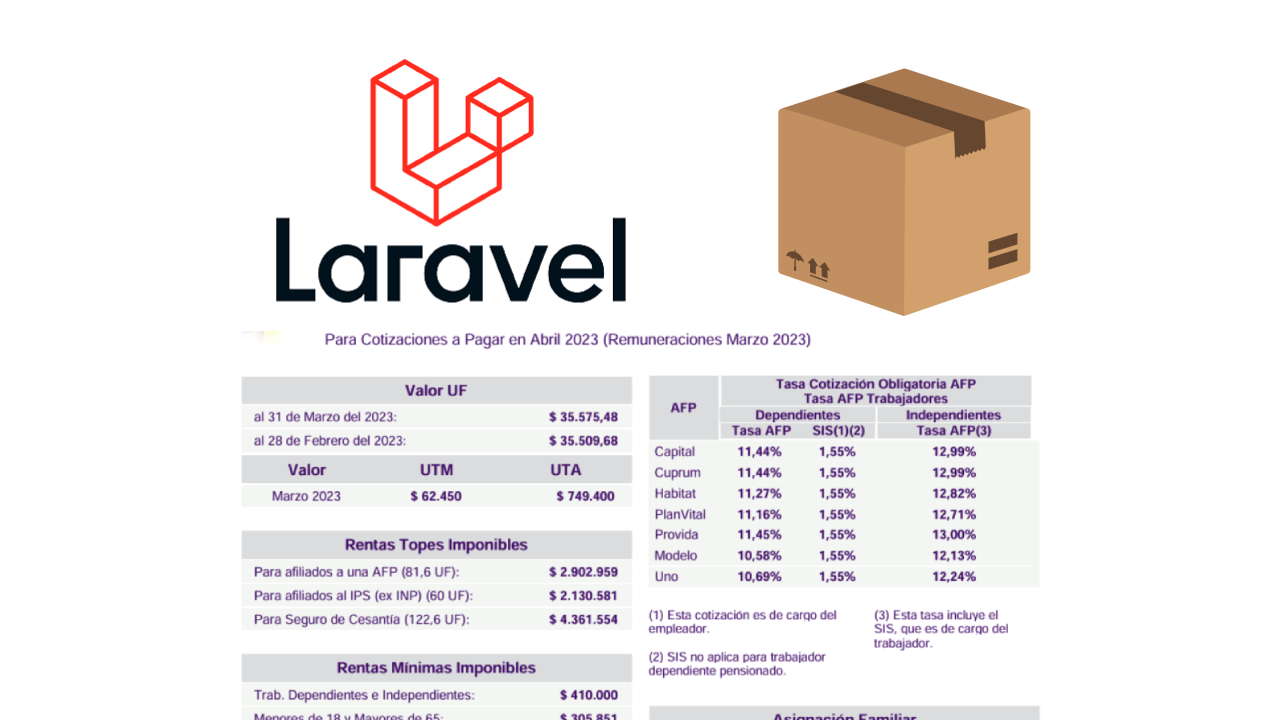 Laravel
Para Cotizaciones a Pagar en Abril 2023 (Remuneraciones Marzo 2023)
Valor UF
al 31 de Marzo del 2023: $ 35.575,48
al 28 de Febrero del 2023: $ 35.509,68
Valor UTM UTA
Marzo 2023 $ 62.450 $ 749.400
Rentas Topes Imponibles
Para afiliados a una AFP (81,6 UF): $ 2.902.959
Para afiliados al IPS (ex INP) (60 UF): $ 2.130.581
Para Seguro de Cesantía (122,6 UF): $ 4.361.554
Rentas Mínimas Imponibles
Trab. Dependientes e Independientes: $ 410.000
Menores de 18 y Mayores de 65: $ 305.851
AFP
Tasa Cotización Obligatoria AFP
Tasa AFP Trabajadores
Dependientes Independientes
Tasa AFP SIS(1)(2) Tasa AFP(3)
Capital 11,44% 1,55% 12,99%
Cuprum 11,44% 1,55% 12,99%
Habitat 11,27% 1,55% 12,82%
PlanVital 11,16% 1,55% 12,71%
Provida 11,45% 1,55% 13,00%
Modelo 10,58% 1,55% 12,13%
Uno 10,69% 1,55% 12,24%
(1) Esta cotización es de cargo del
empleador.
(2) SIS no aplica para trabajador
dependiente pensionado.
(3) Esta tasa incluye el
SIS, que es de cargo del
trabajador.
Asignación Familiar